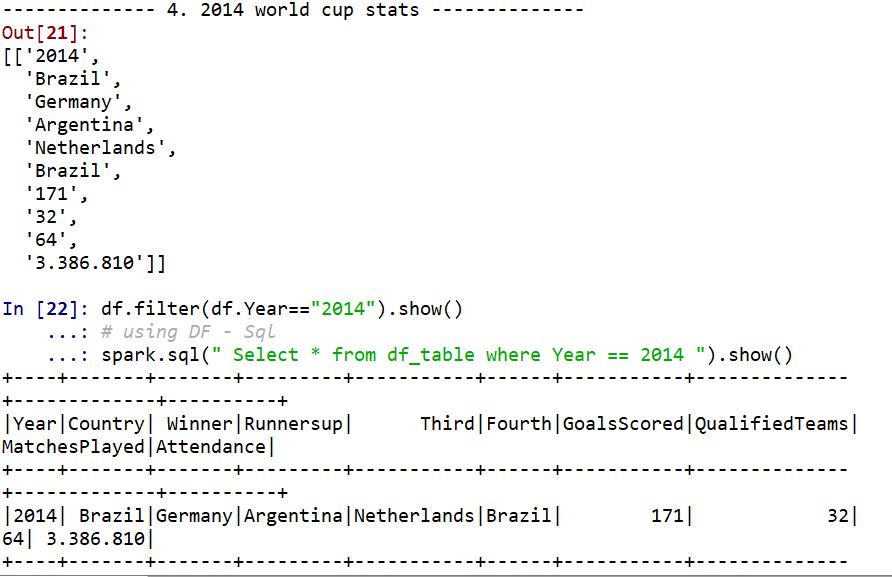 -------------- 4. 2014 world cup stats --------------
Out[21]:
[['2014',
  'Brazil',
  'Germany',
  'Argentina',
  'Netherlands',
  'Brazil',
  '171',
  '32',
  '64',
  '3.386.810']]
In [22]: df.filter(df.Year=="2014").show()
    ...: # using DF - Sql
    ...: spark.sql(" Select * from df_table where Year == 2014 ").show()
+----+-------+-------+---------+-----------+------+-----------+--------------
+-------------+----------+
|Year|Country| Winner|Runnersup|      Third|Fourth|GoalsScored|QualifiedTeams|
MatchesPlayed|Attendance|
+----+-------+-------+---------+-----------+------+-----------+--------------
+-------------+----------+
|2014| Brazil|Germany|Argentina|Netherlands|Brazil|        171|            32|
64| 3.386.810|
+----+-------+-------+---------+-----------+------+-----------+--------------